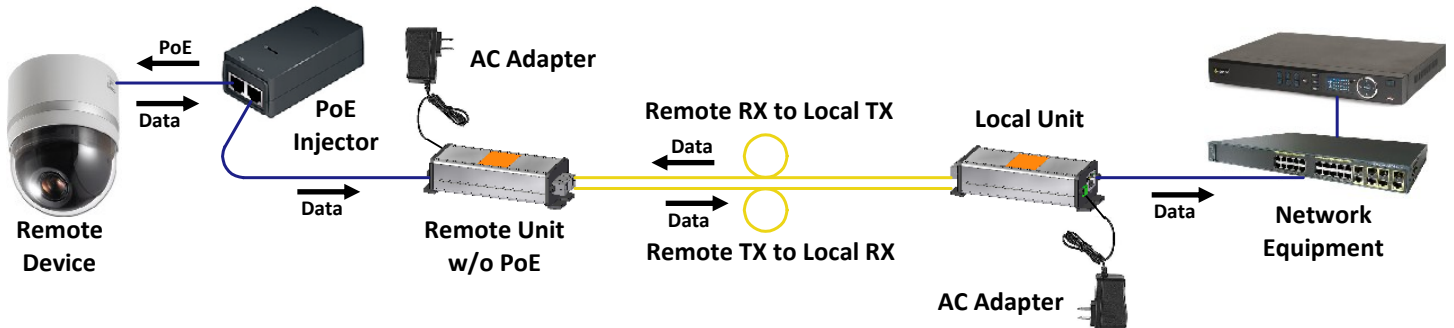 PoE
Data
PoE
Injector
AC Adapter
Remote RX to Local TX
Data
Local Unit
Data
Data
Data
Remote
Device
Remote Unit
w/o PoE
Remote TX to Local RX
Network
Equipment
AC Adapter